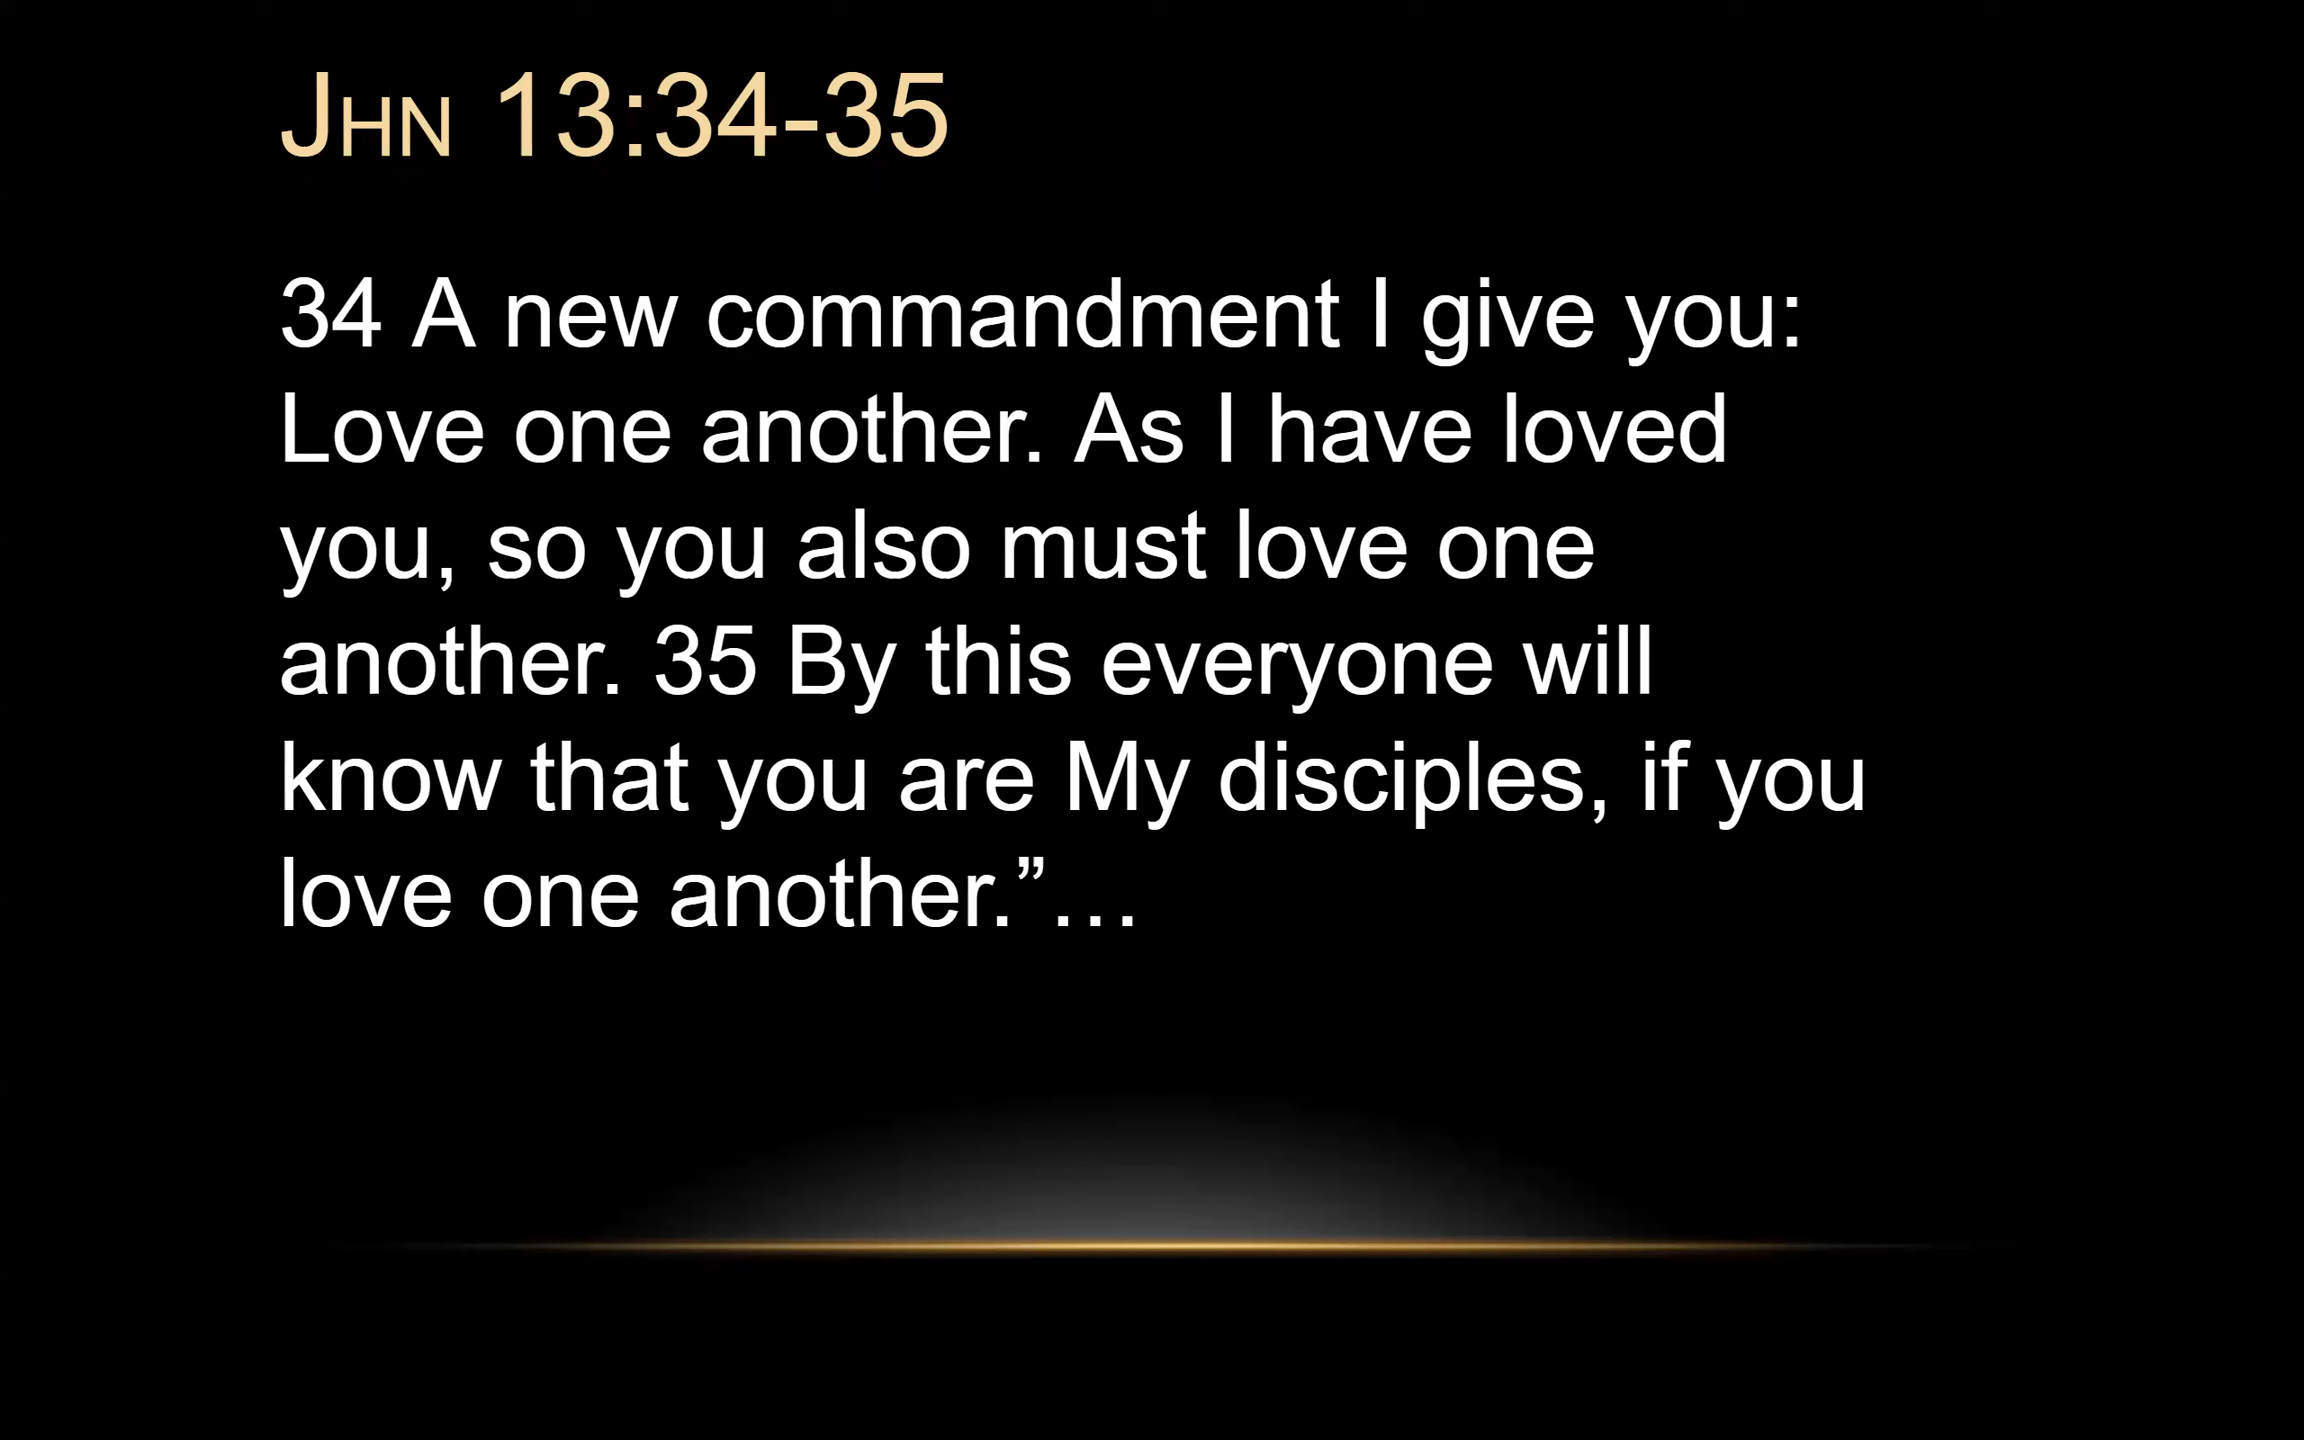 Jhn 13:34-35
34 A new commandment I give you:
Love one another. As I have loved
you, so you also must love one
another. 35 By this everyone will
know that you are My disciples, if you
love one another.”…